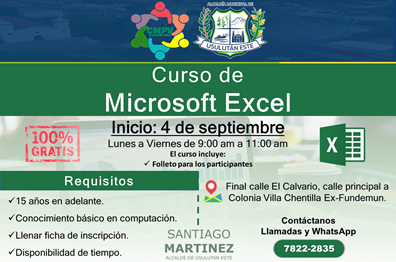 CMPV
ALCALDÍA MUNICIPAL DE
USULUTÁN ESTE
Curso de
Microsoft Excel
Inicio: 4 de septiembre
Lunes a Viernes de 9:00 am a 11:00 am
El curso incluye:
✓ Folleto para los participantes
100%
GRATIS
X
Requisitos
✓15 años en adelante.
✓Conocimiento básico en computación.
✓Llenar ficha de inscripción.
✓Disponibilidad de tiempo.
Final calle El Calvario, calle principal a
Colonia Villa Chentilla Ex-Fundemun.
SANTIAGO
MARTINEZ
ALCALDE DE USULUTÁN ESTE
Contáctanos
Llamadas y WhatsApp
7822-2835